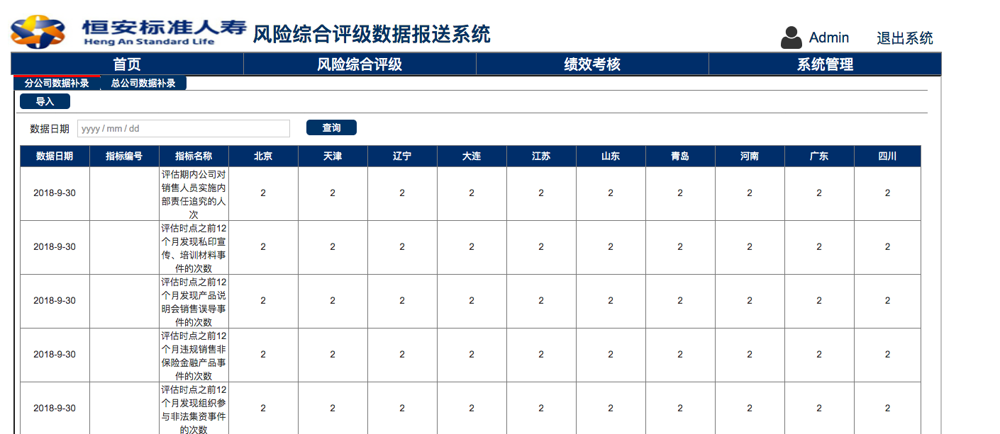 恒安标准人寿
Heng An Standard Life
风险综合评级数据报送系统
Admin
退出系统
首页 风险综合评级 绩效考核 系统管理
分公司数据补录 总公司数据补录
导入
数据日期 yyyy / mm / dd 查询
数据日期 指标编号 指标名称 北京 天津 辽宁 大连 江苏 山东 青岛 河南 广东 四川
评估期内公司对
销售人员实施内
部责任追究的人
次
2018-9-30 2 2 2 2 2 2 2 2 2 2
评估时点之前12
个月发现私印宣
传、培训材料事
件的次数
2018-9-30 2 2 2 2 2 2 2 2 2 2
评估时点之前12
个月发现产品说
明会销售误导事
件的次数
2018-9-30 2 2 2 2 2 2 2 2 2 2
评估时点之前12
个月违规销售非
保险金融产品事
件的次数
2018-9-30 2 2 2 2 2 2 2 2 2 2
评估时点之前12
个月发现组织参
与非法集资事件
的次数
2018-9-30 2 2 2 2 2 2 2 2 2 2